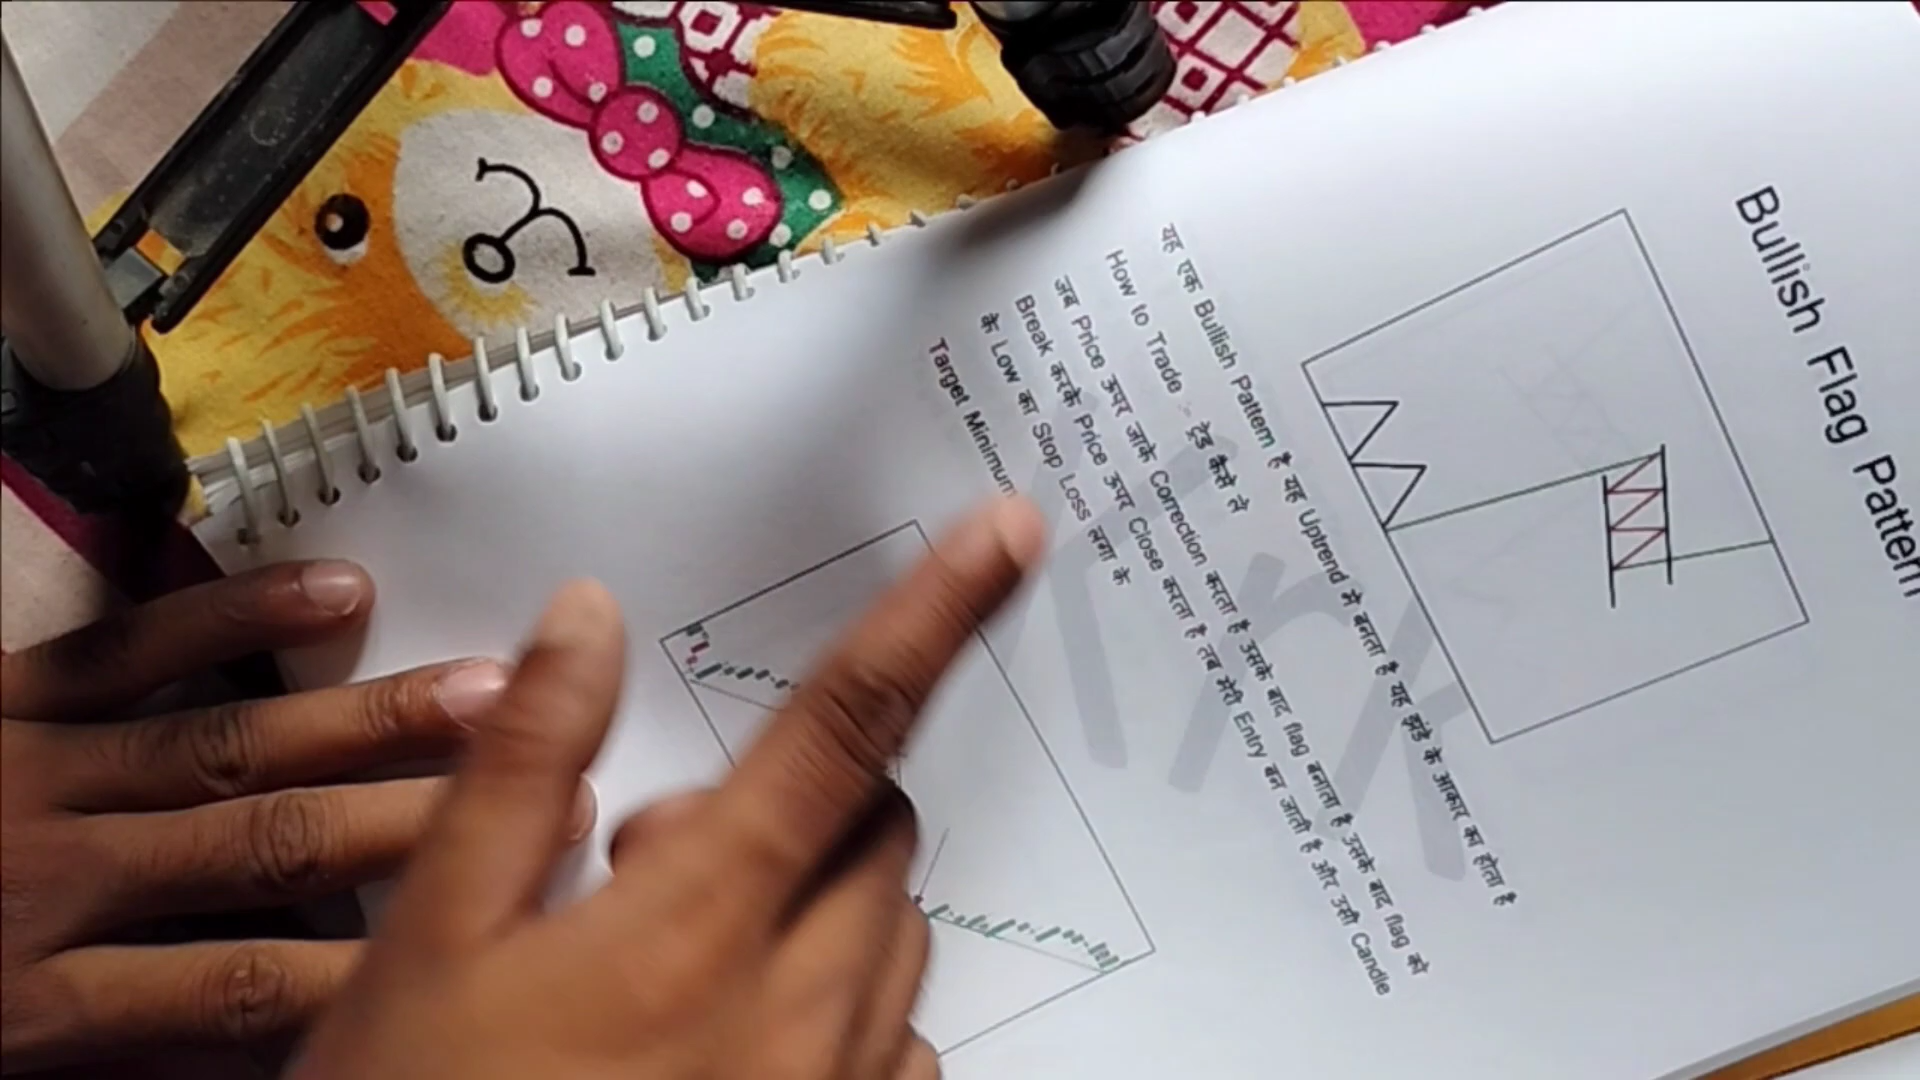 Bullish Flag Pattern
यह एक Bullish Pattern है यह Uptrend मे बनता है यह झंडे के आकार का होता है
How to Trade :- ट्रेड कैसे ले
जब Price ऊपर जाके Correction करता है उसके बाद flag बनाता है उसके बाद flag को
Break करके Price ऊपर Close करता है तब मेरी Entry बन जाती है और उसी Candle
के Low का Stop Loss लगा के
Target Minimum